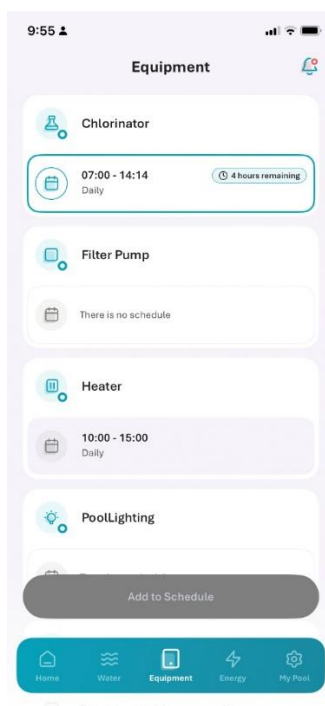 9:55
Equipment
Chlorinator
07:00 - 14:14
4 hours remaining
Daily
Filter Pump
There is no schedule
Heater
10:00 - 15:00
Daily
PoolLighting
Add to Schedule
Home
Water
Equipment
Energy
My Pool